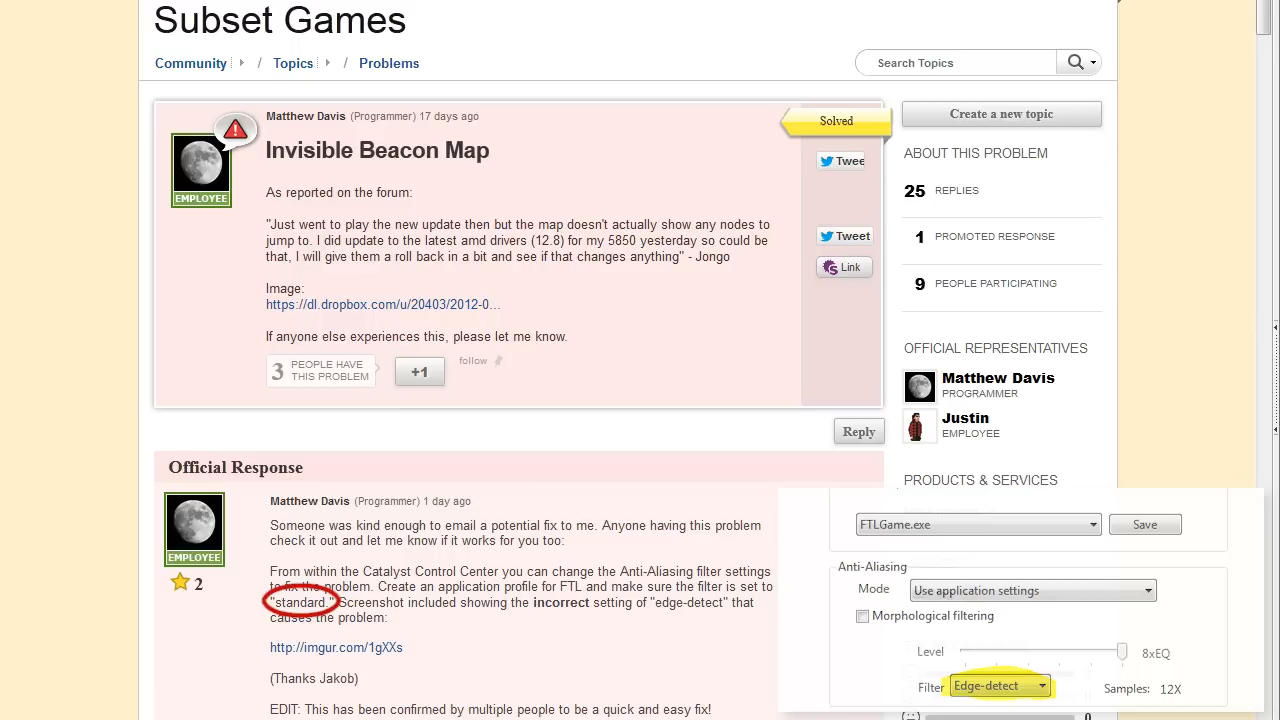 Subset Games
Community / Topics / Problems
Search Topics
Matthew Davis (Programmer) 17 days ago
Invisible Beacon Map
EMPLOYEE
As reported on the forum:
"Just went to play the new update then but the map doesn't actually show any nodes to
jump to. I did update to the latest amd drivers (12.8) for my 5850 yesterday so could be
that, I will give them a roll back in a bit and see if that changes anything" - Jongo
Image:
https://dl.dropbox.com/u/20403/2012-0...
If anyone else experiences this, please let me know.
3 PEOPLE HAVE
THIS PROBLEM
+1
follow
Solved
Twee
Tweet
Link
Reply
Create a new topic
ABOUT THIS PROBLEM
25 REPLIES
1 PROMOTED RESPONSE
9 PEOPLE PARTICIPATING
OFFICIAL REPRESENTATIVES
Matthew Davis
PROGRAMMER
Justin
EMPLOYEE
PRODUCTS & SERVICES
Official Response
Matthew Davis (Programmer) 1 day ago
EMPLOYEE
2
Someone was kind enough to email a potential fix to me. Anyone having this problem
check it out and let me know if it works for you too:
From within the Catalyst Control Center you can change the Anti-Aliasing filter settings
to fix the problem. Create an application profile for FTL and make sure the filter is set to
"standard." Screenshot included showing the incorrect setting of "edge-detect" that
causes the problem:
http://imgur.com/1gXXs
(Thanks Jakob)
EDIT: This has been confirmed by multiple people to be a quick and easy fix!
FTLGame.exe
Save
Anti-Aliasing
Mode Use application settings
Morphological filtering
Level 8xEQ
Filter Edge-detect Samples: 12X
0